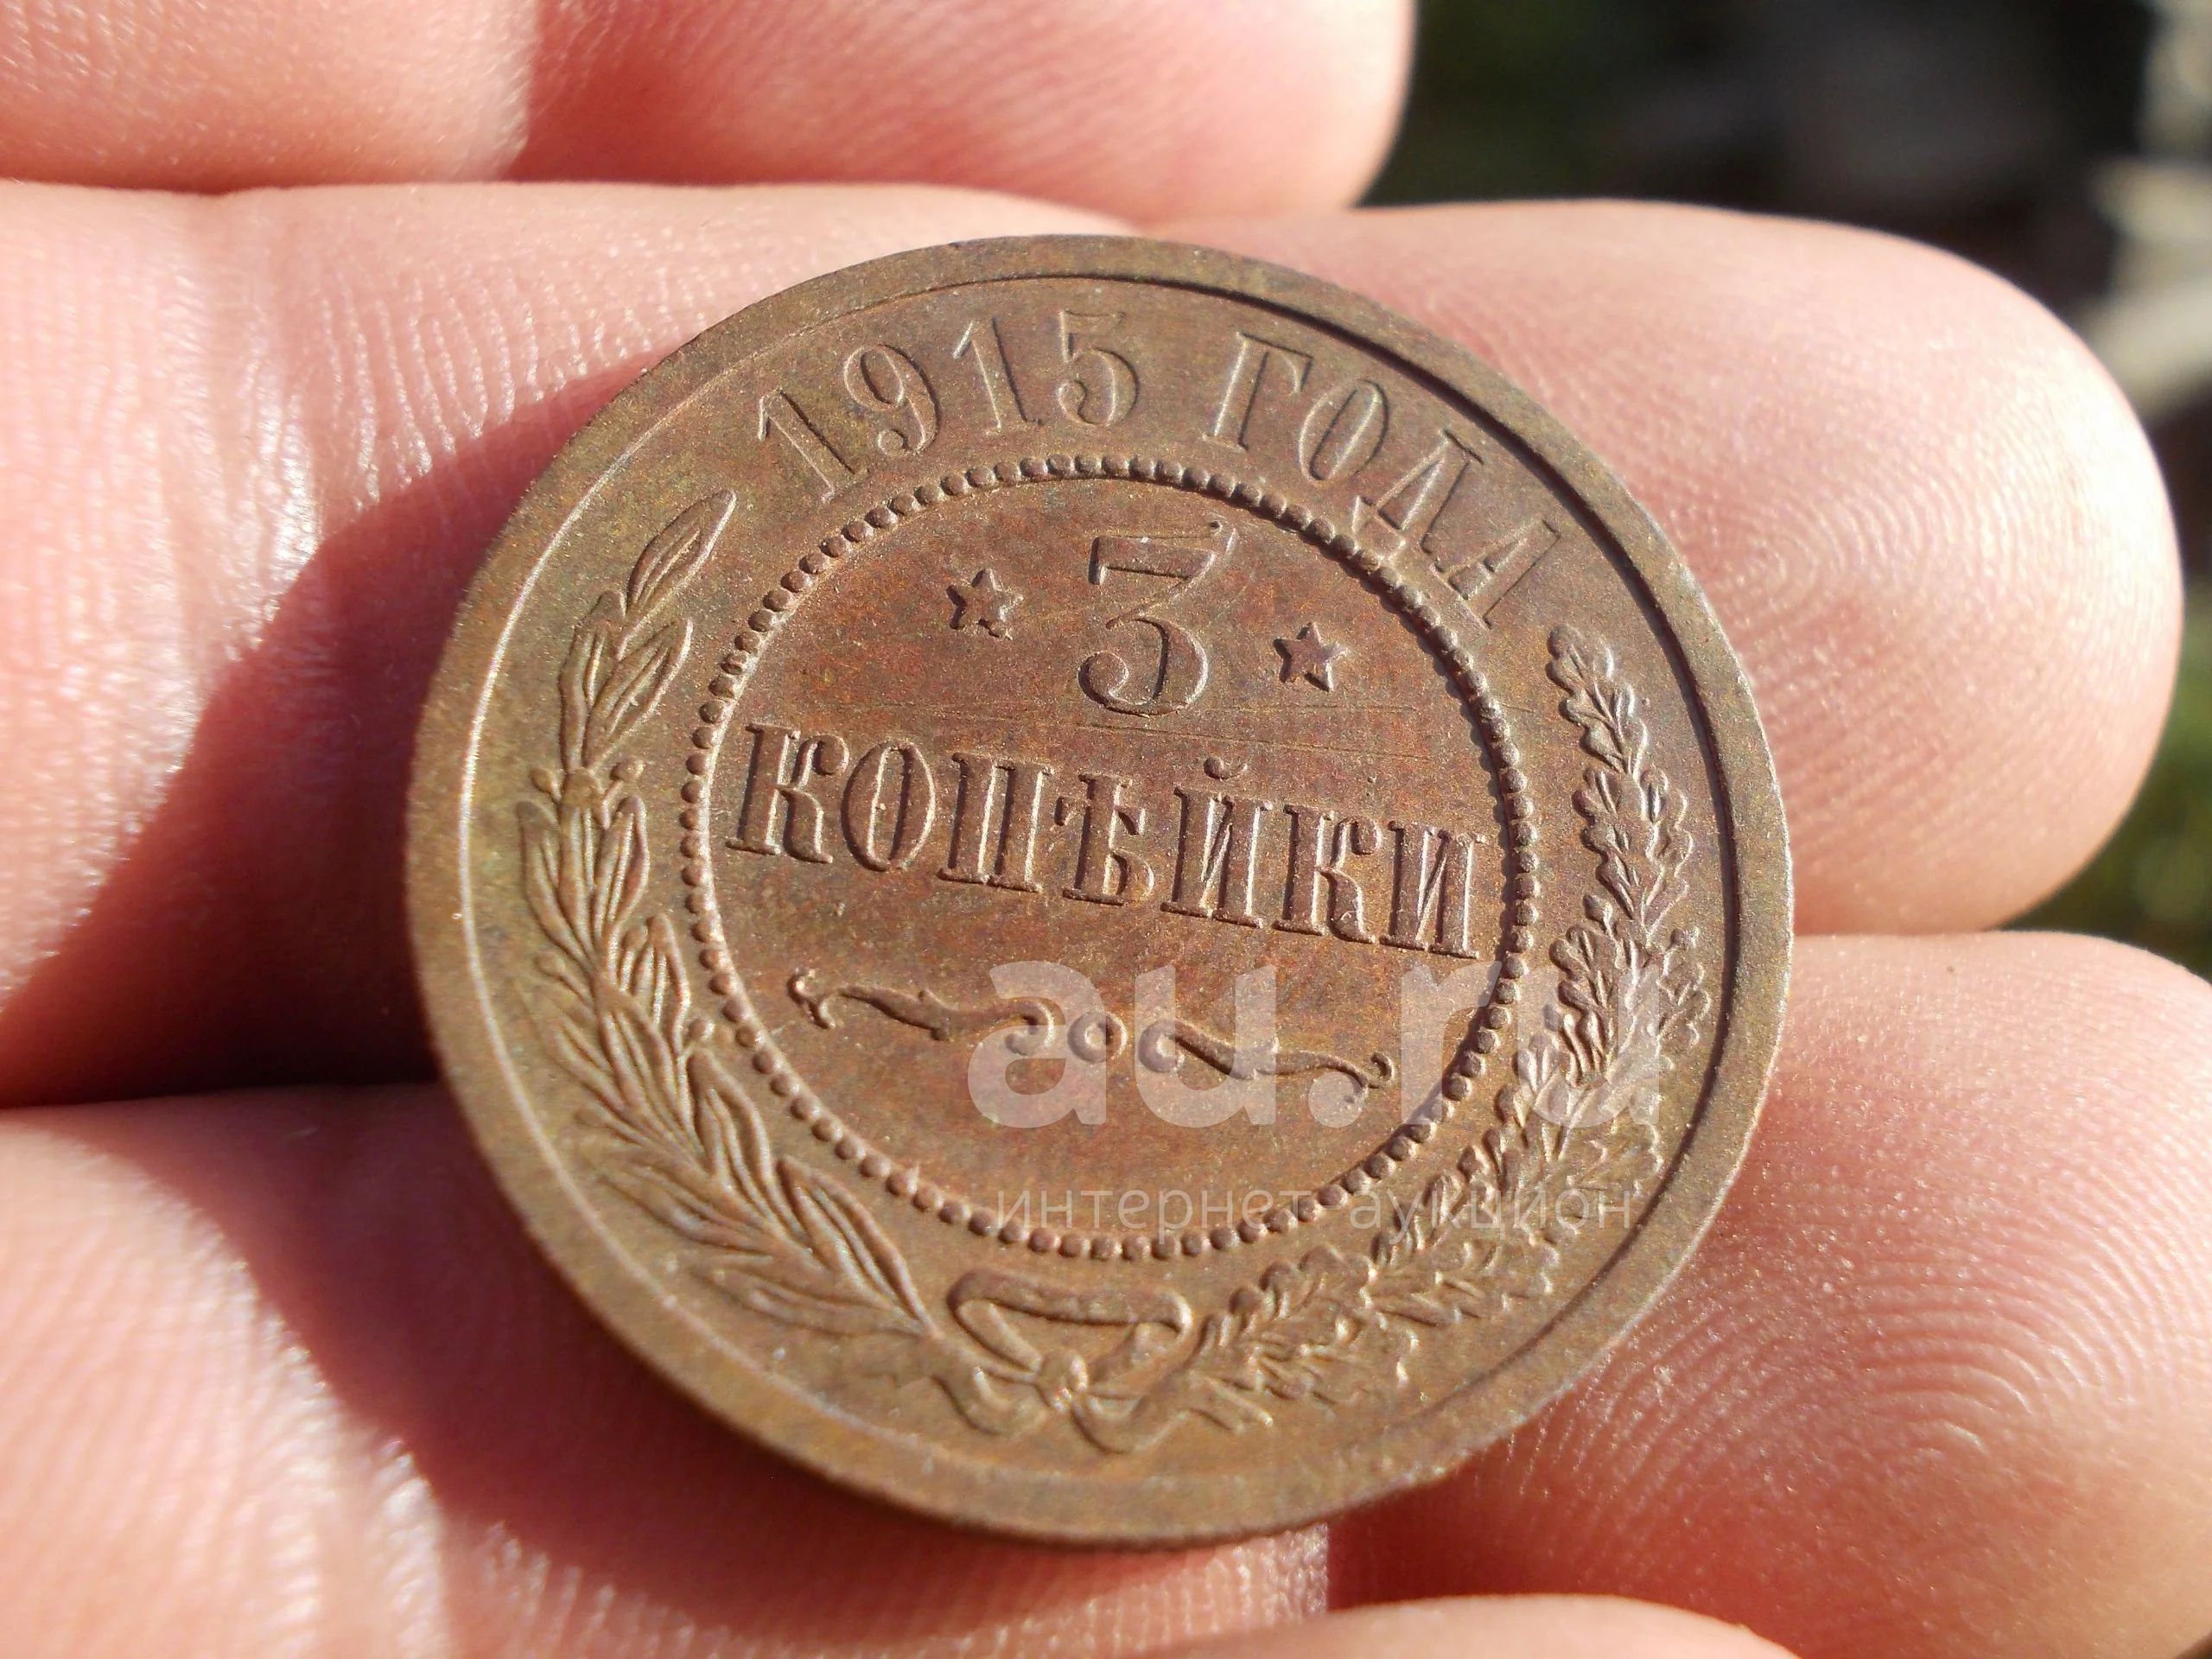 1915 ГОДА
3
КОПѢЙКИ
au.ru
интернет аукцион